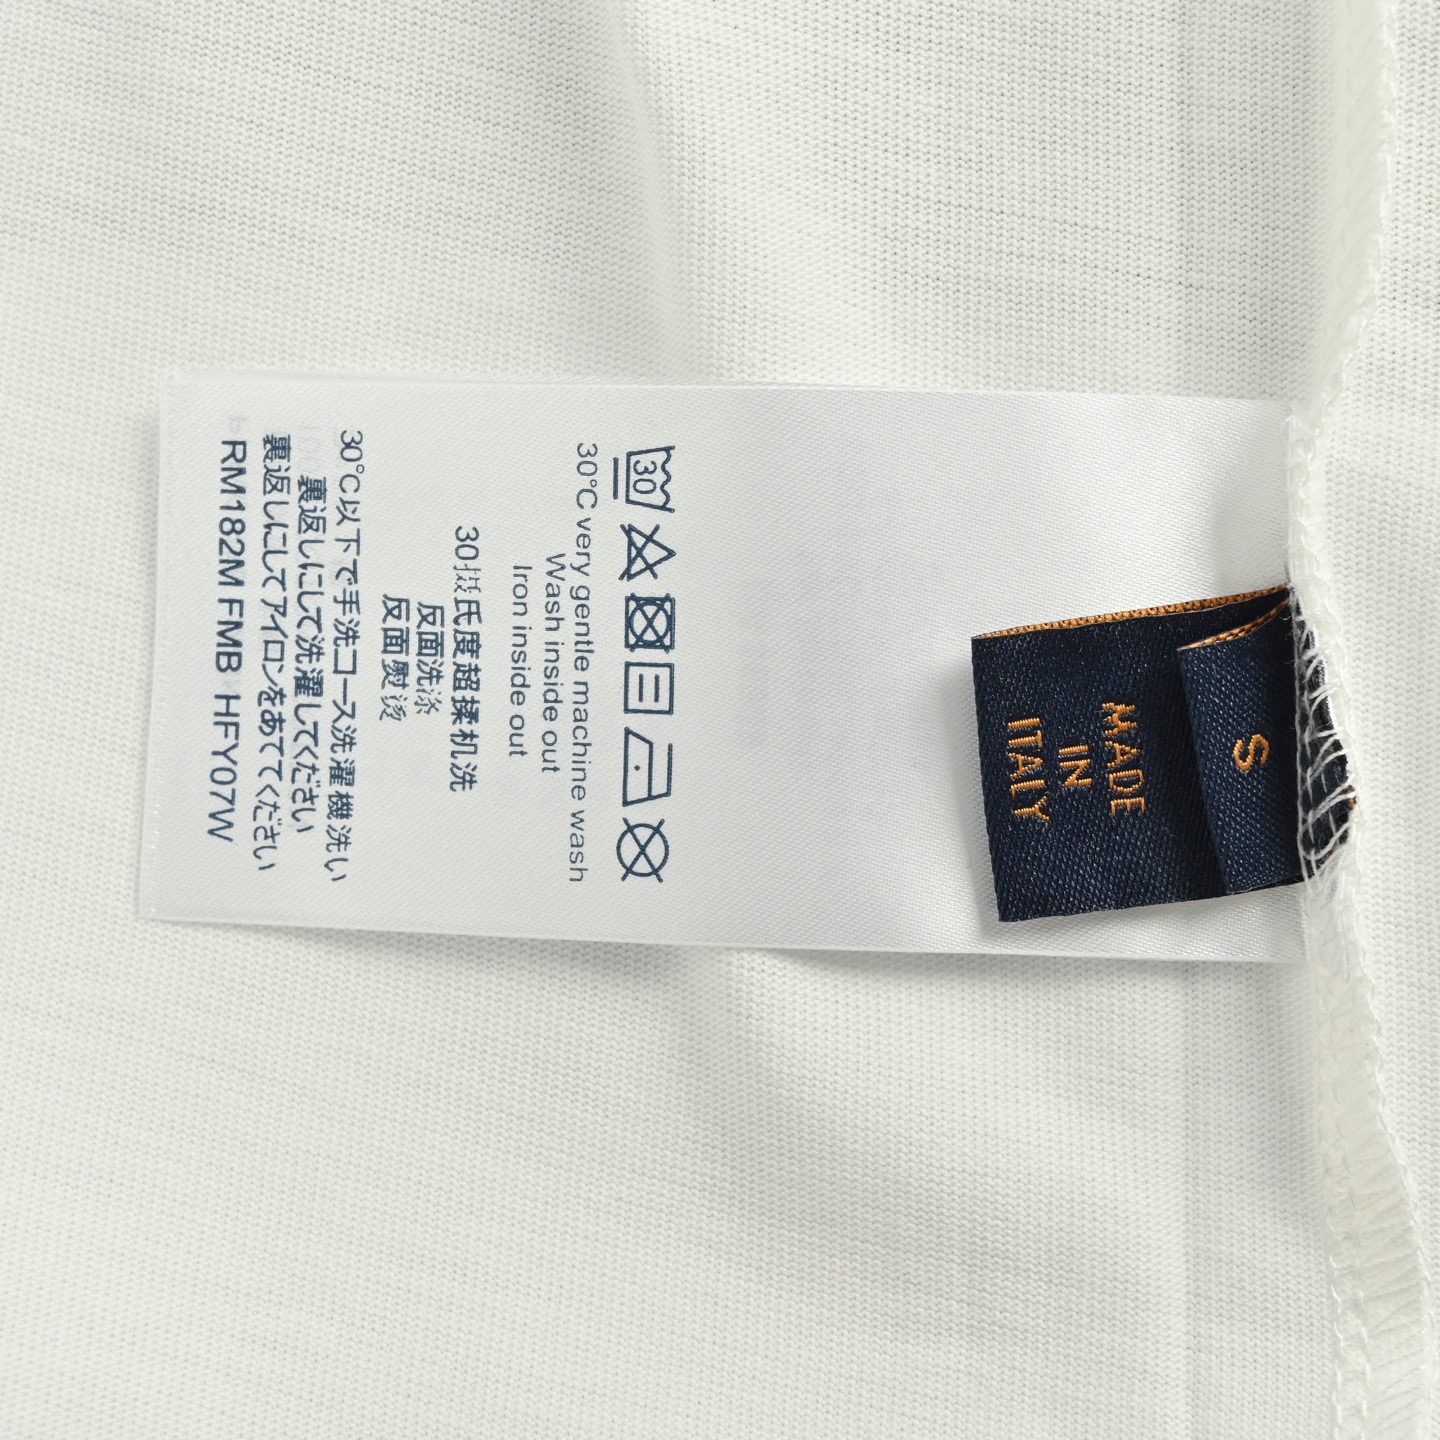 30
30℃ very gentle machine wash
Wash inside out
Iron inside out
30摄氏度超揉机洗
反面洗涤
反面熨烫
30℃以下で手洗コース洗濯機洗い
裏返しにして洗濯してください
裏返しにしてアイロンをあててください
RM182M FMB HFY07W
MADE
IN
ITALY
S